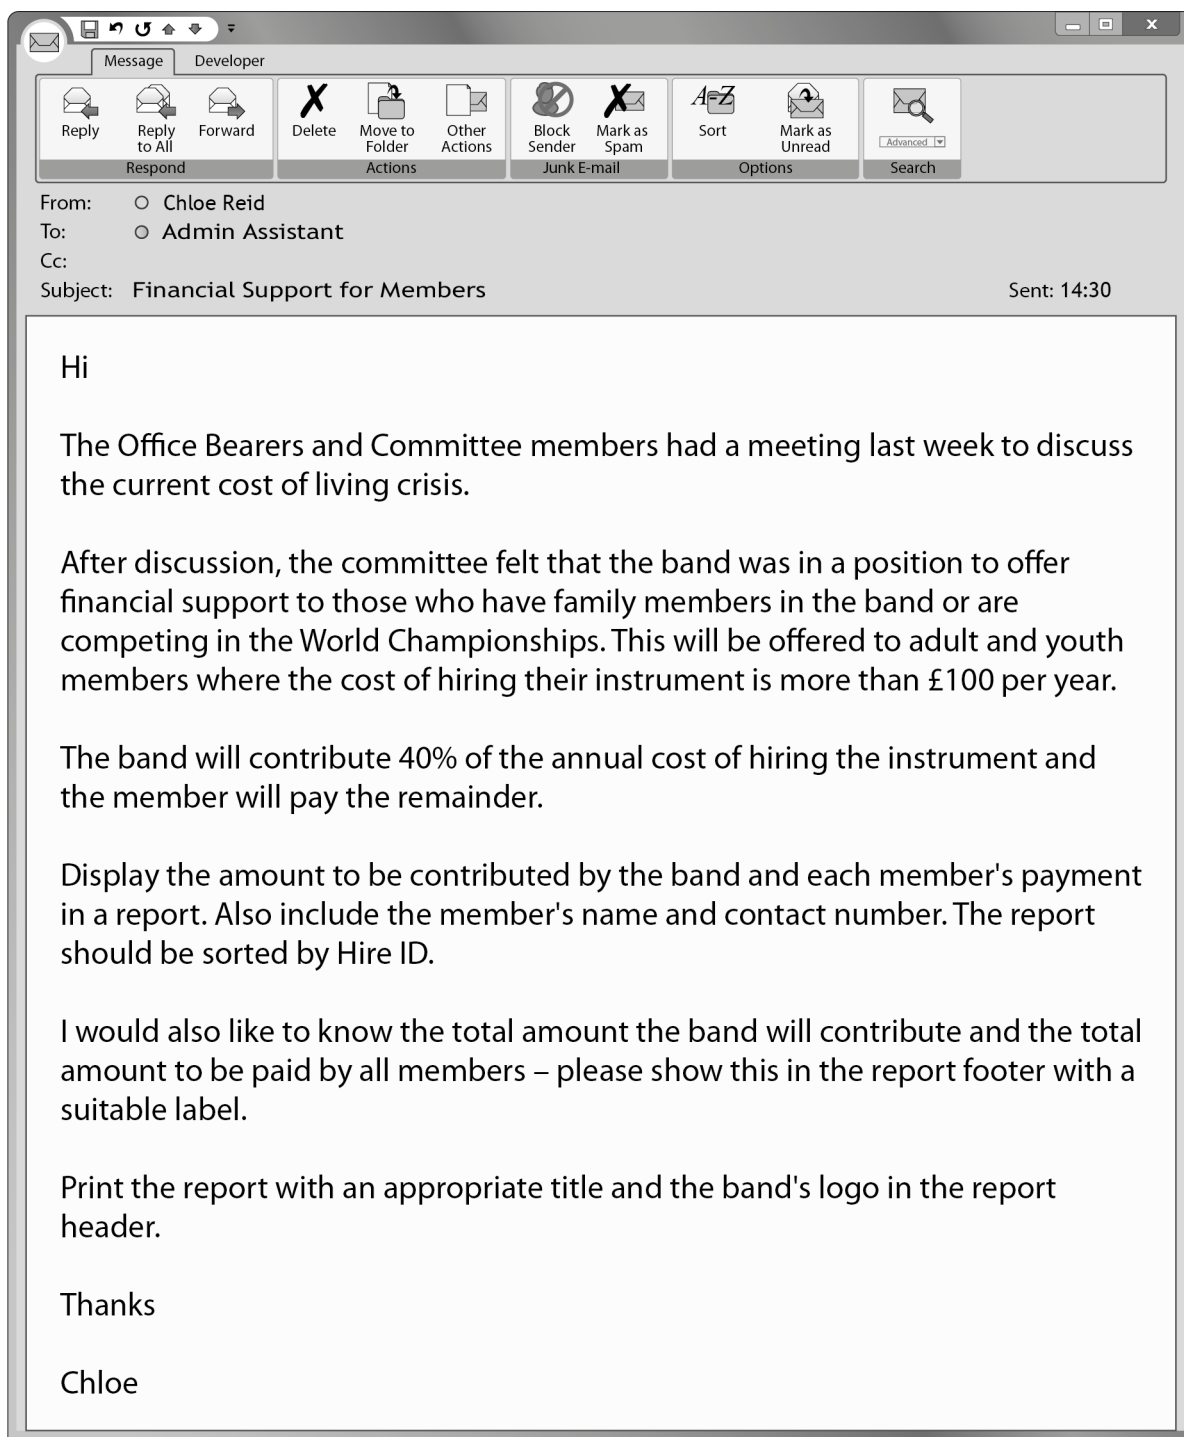 X
Message Developer
Reply Reply to All Forward Delete Move to Folder Other Actions Block Sender Mark as Spam A-Z Sort Mark as Unread Advanced
Respond Actions Junk E-mail Options Search
From: Chloe Reid
To: Admin Assistant
Cc:
Subject: Financial Support for Members Sent: 14:30
Hi
The Office Bearers and Committee members had a meeting last week to discuss
the current cost of living crisis.
After discussion, the committee felt that the band was in a position to offer
financial support to those who have family members in the band or are
competing in the World Championships. This will be offered to adult and youth
members where the cost of hiring their instrument is more than £100 per year.
The band will contribute 40% of the annual cost of hiring the instrument and
the member will pay the remainder.
Display the amount to be contributed by the band and each member's payment
in a report. Also include the member's name and contact number. The report
should be sorted by Hire ID.
I would also like to know the total amount the band will contribute and the total
amount to be paid by all members – please show this in the report footer with a
suitable label.
Print the report with an appropriate title and the band's logo in the report
header.
Thanks
Chloe